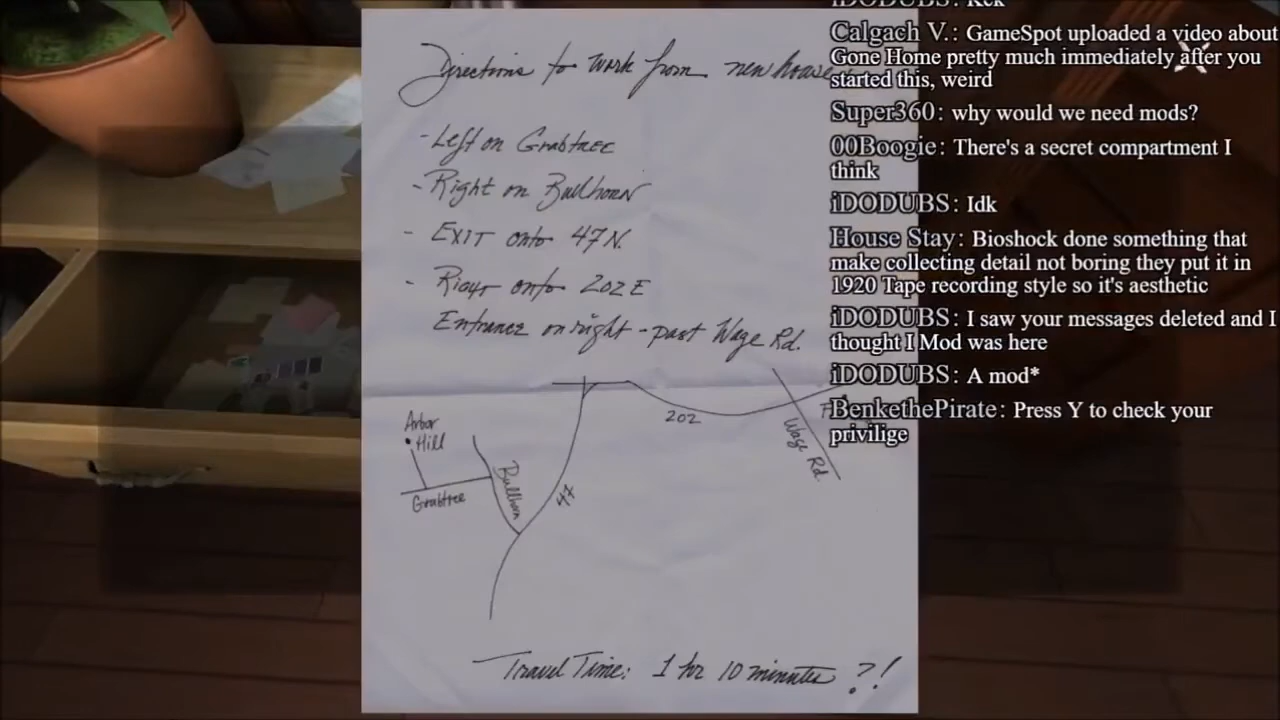 Directions to work from new house
- Left on Grabtree
- Right on Bullhorn
- EXIT onto 47N.
- Right onto 202E
Entrance on right - past Wage Rd.
202
Wage Rd.
Arbor
Hill
Grabtree
Bullhorn
47
Travel Time: 1 hr 10 minutes ?!
iDODUBS: Kek
Calgach V.: GameSpot uploaded a video about
Gone Home pretty much immediately after you
started this, weird
Super360: why would we need mods?
00Boogie: There's a secret compartment I
think
iDODUBS: Idk
House Stay: Bioshock done something that
make collecting detail not boring they put it in
1920 Tape recording style so it's aesthetic
iDODUBS: I saw your messages deleted and I
thought I Mod was here
iDODUBS: A mod*
BenkethePirate: Press Y to check your
privilige